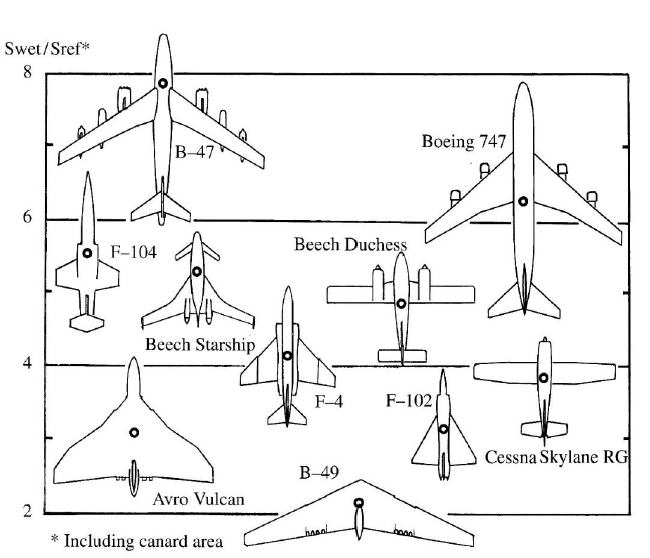 Swet/Sref*
8
B–47
Boeing 747
6
F–104
Beech Duchess
Beech Starship
4
F–4
F–102
Cessna Skylane RG
B–49
Avro Vulcan
2
* Including canard area